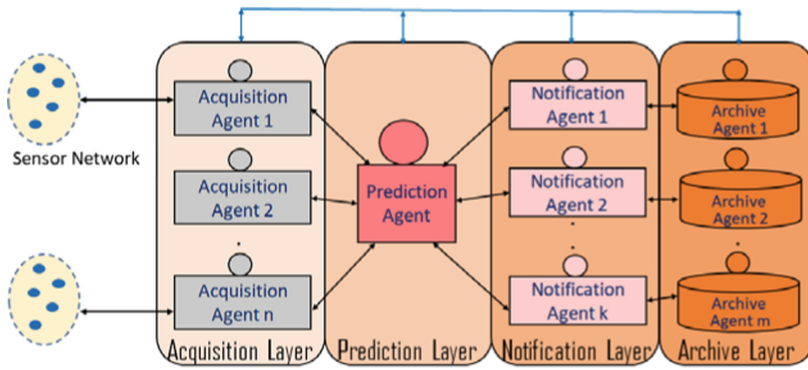 Sensor Network
Acquisition
Agent 1
Acquisition
Agent 2
Acquisition
Agent n
Acquisition Layer
Prediction
Agent
Prediction Layer
Notification
Agent 1
Notification
Agent 2
Notification
Agent k
Notification Layer
Archive
Agent 1
Archive
Agent 2
Archive
Agent m
Archive Layer